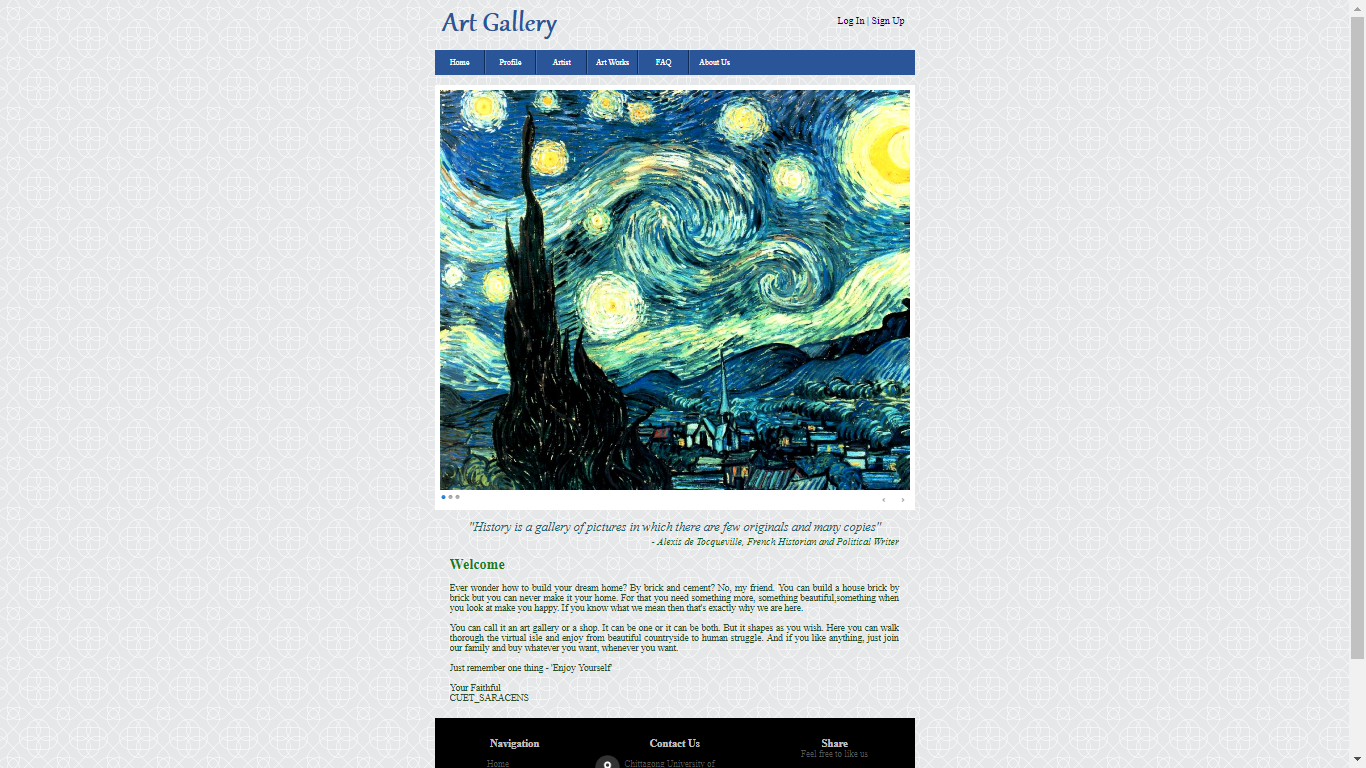 Art Gallery
Log In | Sign Up
Home
Profile
Artist
Art Works
FAQ
About Us
"History is a gallery of pictures in which there are few originals and many copies"
- Alexis de Tocqueville, French Historian and Political Writer
Welcome
Ever wonder how to build your dream home? By brick and cement? No, my friend. You can build a house brick by
brick but you can never make it your home. For that you need something more, something beautiful,something when
you look at make you happy. If you know what we mean then that's exactly why we are here.
You can call it an art gallery or a shop. It can be one or it can be both. But it shapes as you wish. Here you can walk
thorough the virtual isle and enjoy from beautiful countryside to human struggle. And if you like anything, just join
our family and buy whatever you want, whenever you want.
Just remember one thing - 'Enjoy Yourself'
Your Faithful
CUET_SARACENS
Navigation
Contact Us
Share
Feel free to like us
Home
Chittagong University of